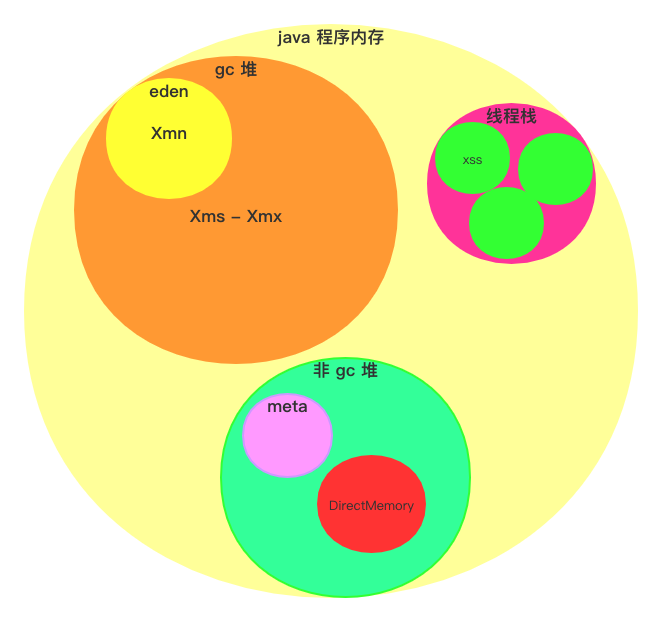 java 程序内存
gc 堆
eden
Xmn
Xms – Xmx
线程栈
xss
非 gc 堆
meta
DirectMemory